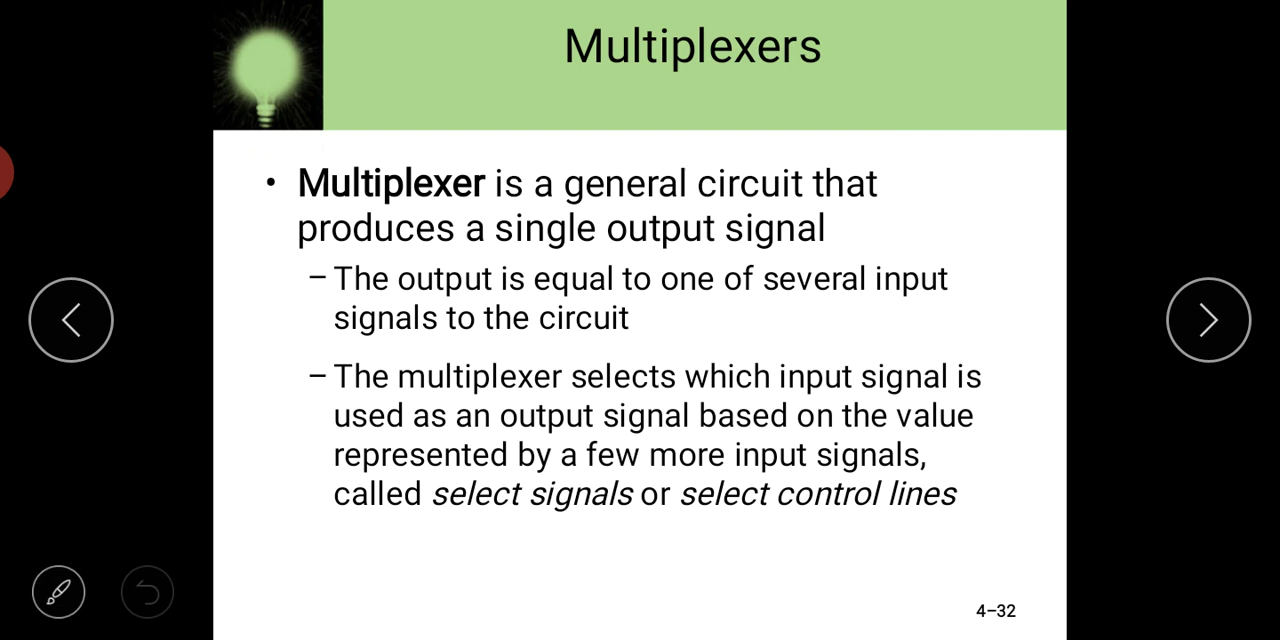 Multiplexers
• Multiplexer is a general circuit that
produces a single output signal
– The output is equal to one of several input
signals to the circuit
– The multiplexer selects which input signal is
used as an output signal based on the value
represented by a few more input signals,
called select signals or select control lines
4–32